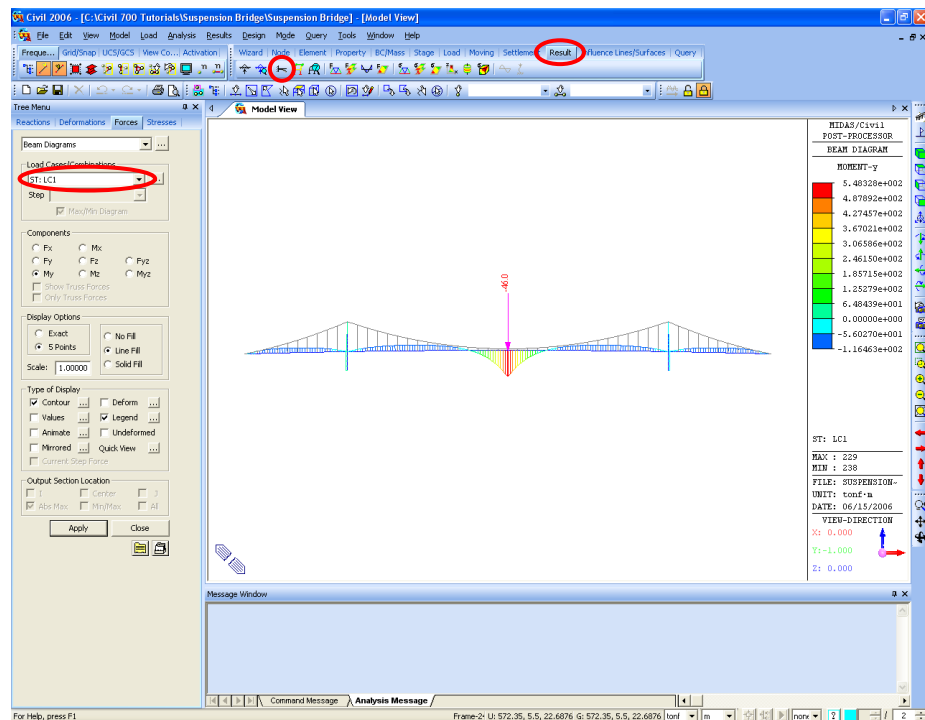 Civil 2006 - [C:\Civil 700 Tutorials\Suspension Bridge\Suspension Bridge] - [Model View]
File Edit View Model Load Analysis Results Design Mode Query Tools Window Help
Freque... Grid/Snap UCS/GCS View Co... Activation Wizard Node Element Property BC/Mass Stage Load Moving Settlement Result Influence Lines/Surfaces Query
Tree Menu
Model View
Reactions Deformations Forces Stresses
Beam Diagrams
Load Cases/Combinations
ST: LC1
Step
Max/Min Diagram
Components
Fx Mx
Fy Fz Fyz
My Mz Myz
Show Truss Forces
Only Truss Forces
Display Options
Exact
5 Points
No Fill
Line Fill
Solid Fill
Scale: 1.00000
Type of Display
Contour ... Deform ...
Values ... Legend ...
Animate ... Undeformed
Mirrored ... Quick View ...
Current Step Force
Output Section Location
I Center J
Abs Max Min/Max All
Apply Close
-46.0
MIDAS/Civil
POST-PROCESSOR
BEAM DIAGRAM
MOMENT-y
5.48328e+002
4.87892e+002
4.27457e+002
3.67021e+002
3.06586e+002
2.46150e+002
1.85715e+002
1.25279e+002
6.48439e+001
0.00000e+000
-5.60270e+001
-1.16463e+002
ST: LC1
MAX : 229
MIN : 238
FILE: SUSPENSION~
UNIT: tonf·m
DATE: 06/15/2006
VIEW-DIRECTION
X: 0.000
Y:-1.000
Z: 0.000
Message Window
Command Message Analysis Message
For Help, press F1
Frame-2 U: 572.35, 5.5, 22.6876 G: 572.35, 5.5, 22.6876 tonf m none ? / 2